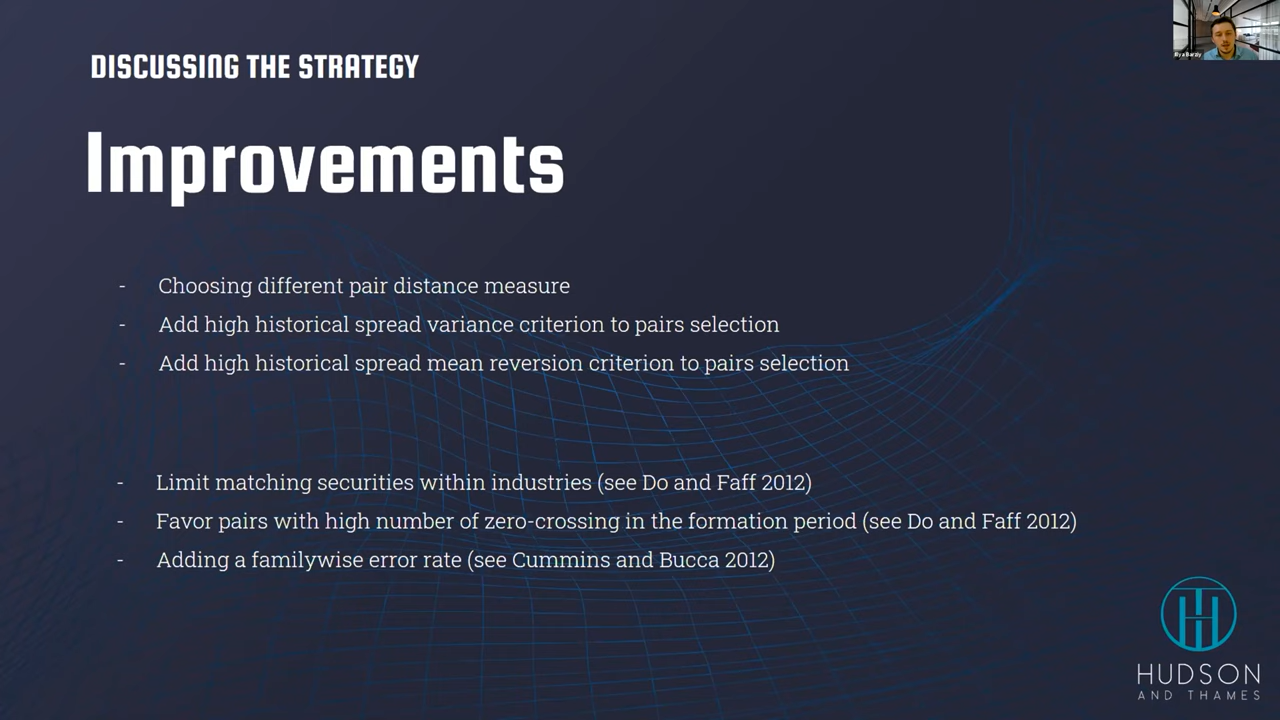 DISCUSSING THE STRATEGY
Improvements
- Choosing different pair distance measure
- Add high historical spread variance criterion to pairs selection
- Add high historical spread mean reversion criterion to pairs selection
- Limit matching securities within industries (see Do and Faff 2012)
- Favor pairs with high number of zero-crossing in the formation period (see Do and Faff 2012)
- Adding a familywise error rate (see Cummins and Bucca 2012)
HUDSON
AND THAMES